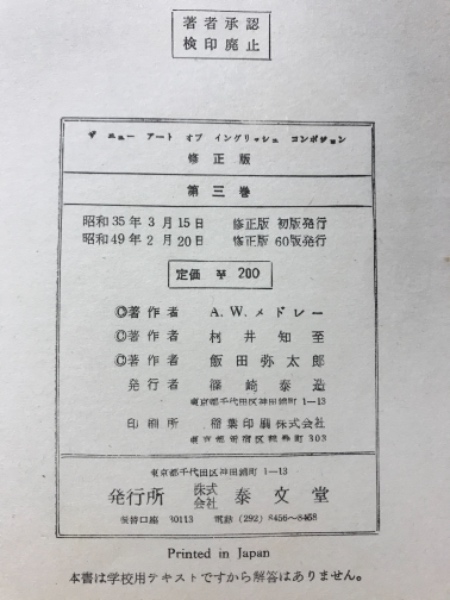 著者承認
検印廃止
ザ ニュー アート オブ イングリッシュ コンポジション
修正版
第三巻
昭和35年 3月15日 修正版 初版発行
昭和49年 2月20日 修正版 60版発行
定価 ¥ 200
◎著作者 A.W.メドレー
◎著作者 柯井知至
◎著作者 飯田弥太郎
発行者 篠崎泰造
東京都千代田区神田錦町 1—13
印刷所 稲葉印刷株式会社
東京都新宿区 303
東京都千代田区神田錦町 1—13
発行所 株式会社 泰文堂
振替口座 30113 電話 (292) 8456～8458
Printed in Japan
本書は学校用テキストですから解答はありません。